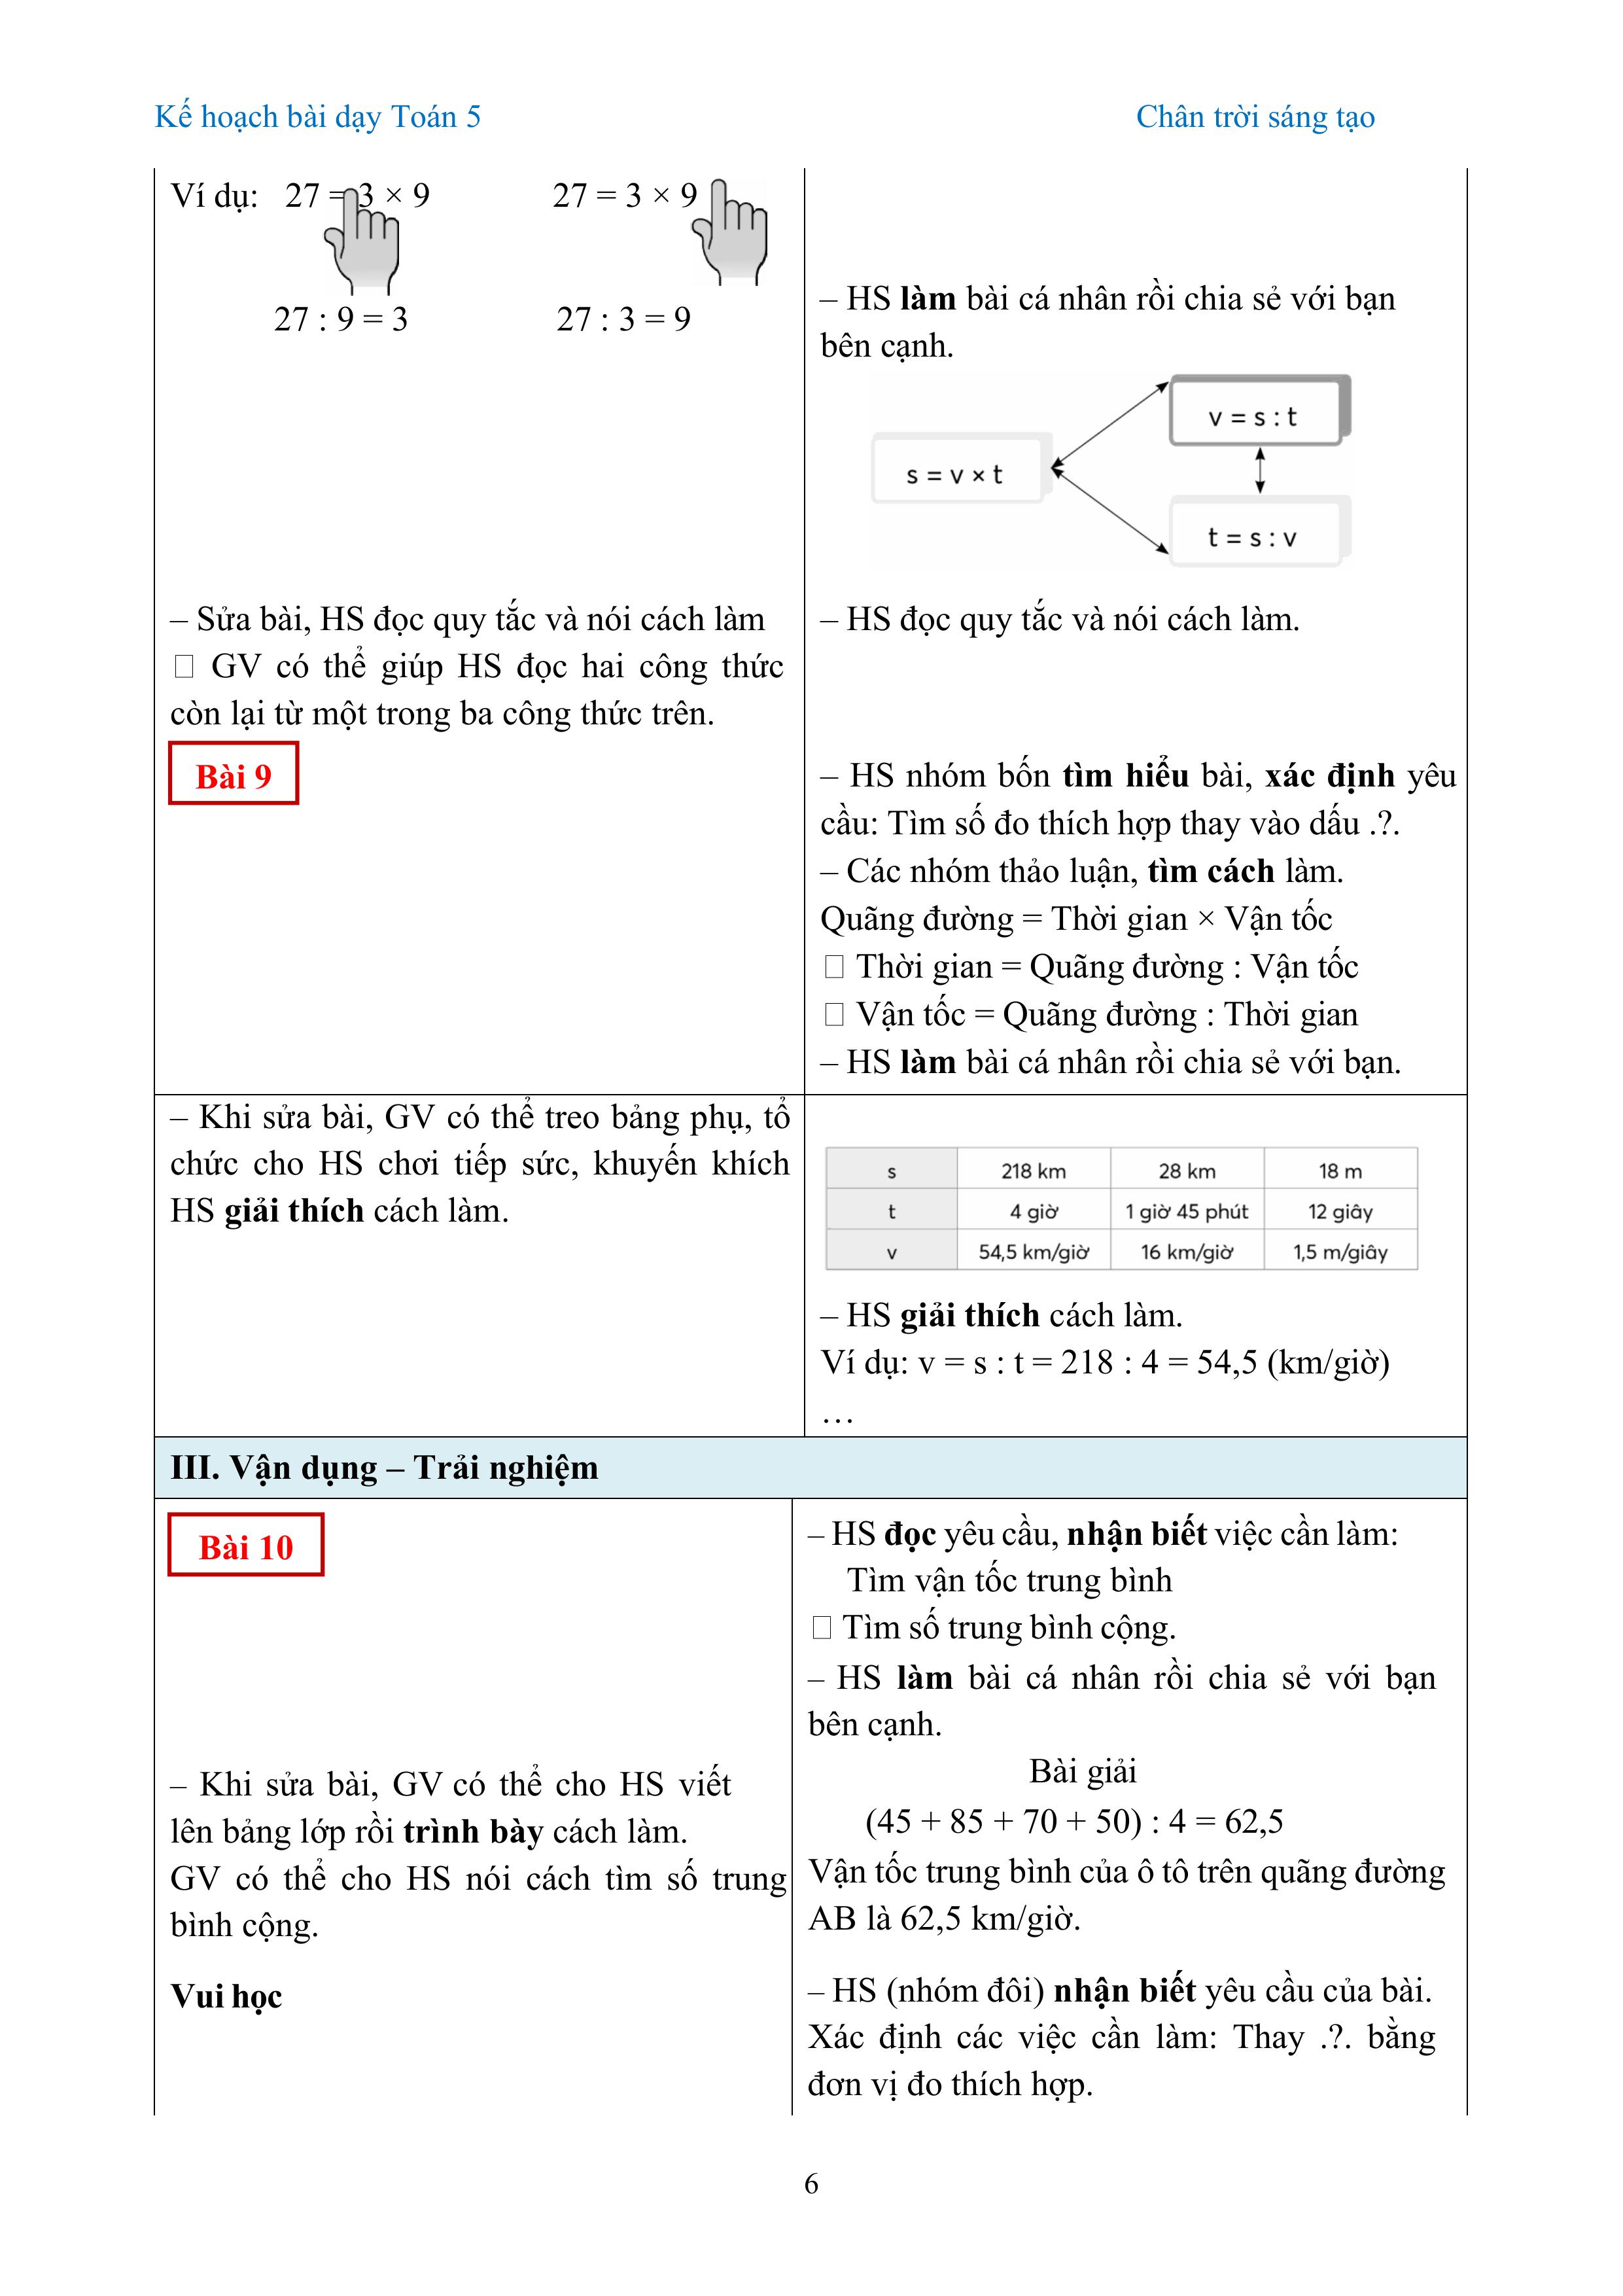 Kế hoạch bài dạy Toán 5
Chân trời sáng tạo
Ví dụ: 27 = 3 × 9
27 = 3 × 9
27 : 9 = 3
27 : 3 = 9
– HS làm bài cá nhân rồi chia sẻ với bạn
bên cạnh.
v = s : t
s = v × t
t = s : v
– Sửa bài, HS đọc quy tắc và nói cách làm
□ GV có thể giúp HS đọc hai công thức
còn lại từ một trong ba công thức trên.
– HS đọc quy tắc và nói cách làm.
Bài 9
– HS nhóm bốn tìm hiểu bài, xác định yêu
cầu: Tìm số đo thích hợp thay vào dấu .?.
– Các nhóm thảo luận, tìm cách làm.
Quãng đường = Thời gian × Vận tốc
□ Thời gian = Quãng đường : Vận tốc
□ Vận tốc = Quãng đường : Thời gian
– HS làm bài cá nhân rồi chia sẻ với bạn.
– Khi sửa bài, GV có thể treo bảng phụ, tổ
chức cho HS chơi tiếp sức, khuyến khích
HS giải thích cách làm.
s 218 km 28 km 18 m
t 4 giờ 1 giờ 45 phút 12 giây
v 54,5 km/giờ 16 km/giờ 1,5 m/giây
– HS giải thích cách làm.
Ví dụ: v = s : t = 218 : 4 = 54,5 (km/giờ)
…
III. Vận dụng – Trải nghiệm
Bài 10
– Khi sửa bài, GV có thể cho HS viết
lên bảng lớp rồi trình bày cách làm.
GV có thể cho HS nói cách tìm số trung
bình cộng.
Vui học
– HS đọc yêu cầu, nhận biết việc cần làm:
Tìm vận tốc trung bình
□ Tìm số trung bình cộng.
– HS làm bài cá nhân rồi chia sẻ với bạn
bên cạnh.
Bài giải
(45 + 85 + 70 + 50) : 4 = 62,5
Vận tốc trung bình của ô tô trên quãng đường
AB là 62,5 km/giờ.
– HS (nhóm đôi) nhận biết yêu cầu của bài.
Xác định các việc cần làm: Thay .?. bằng
đơn vị đo thích hợp.
6